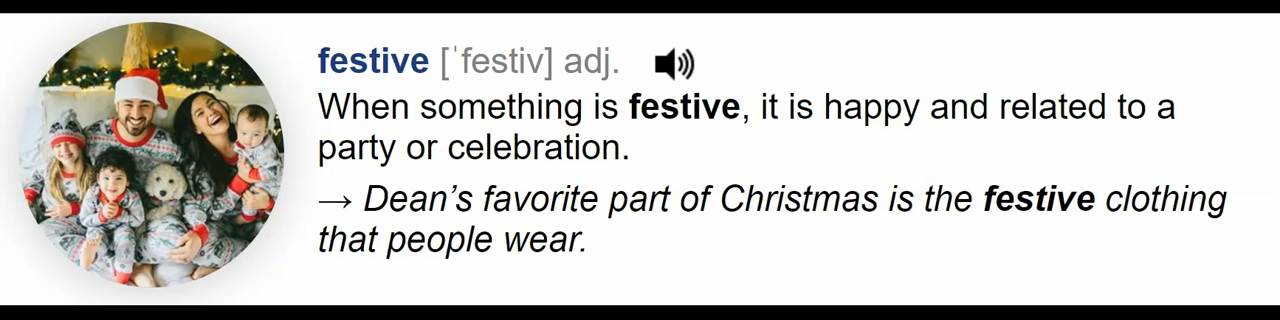 festive [ˈfestiv] adj.
When something is festive, it is happy and related to a
party or celebration.
→ Dean’s favorite part of Christmas is the festive clothing
that people wear.